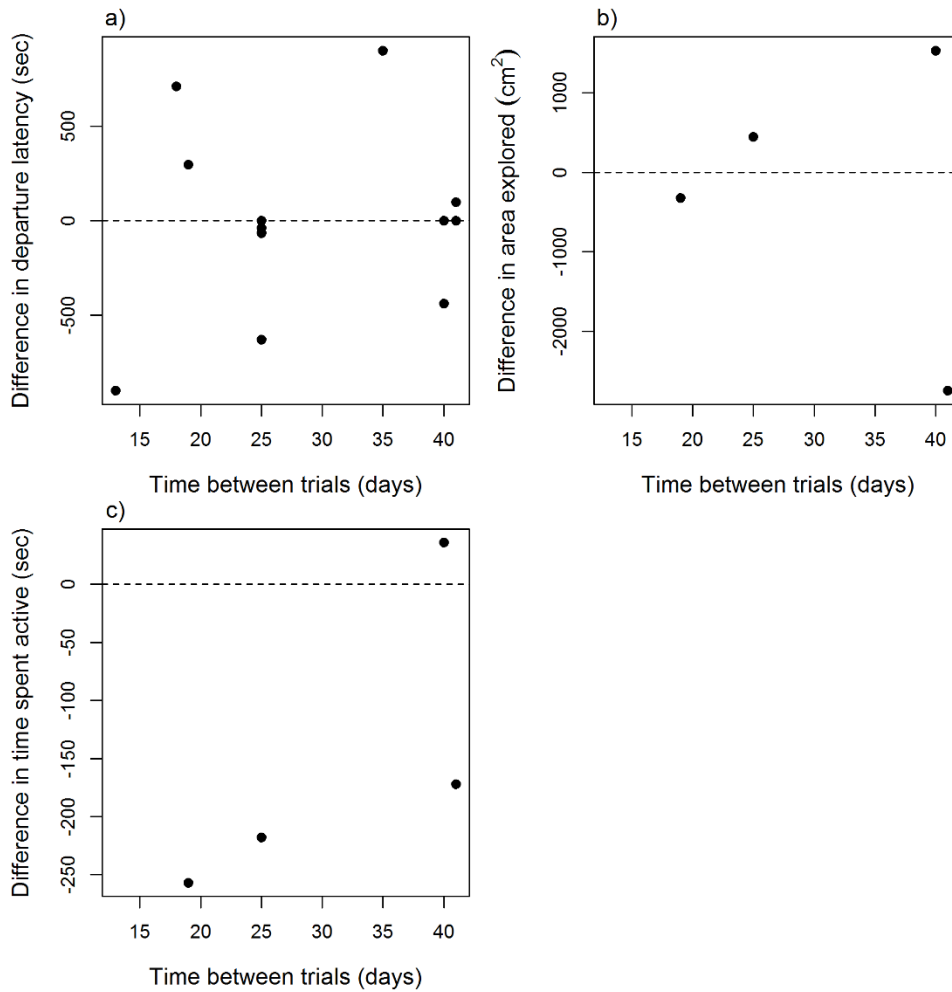 a)
Difference in departure latency (sec)
500
0
-500
15 20 25 30 35 40
Time between trials (days)
b)
Difference in area explored (cm²)
1000
0
-1000
-2000
15 20 25 30 35 40
Time between trials (days)
c)
Difference in time spent active (sec)
0
-50
-100
-150
-200
-250
15 20 25 30 35 40
Time between trials (days)